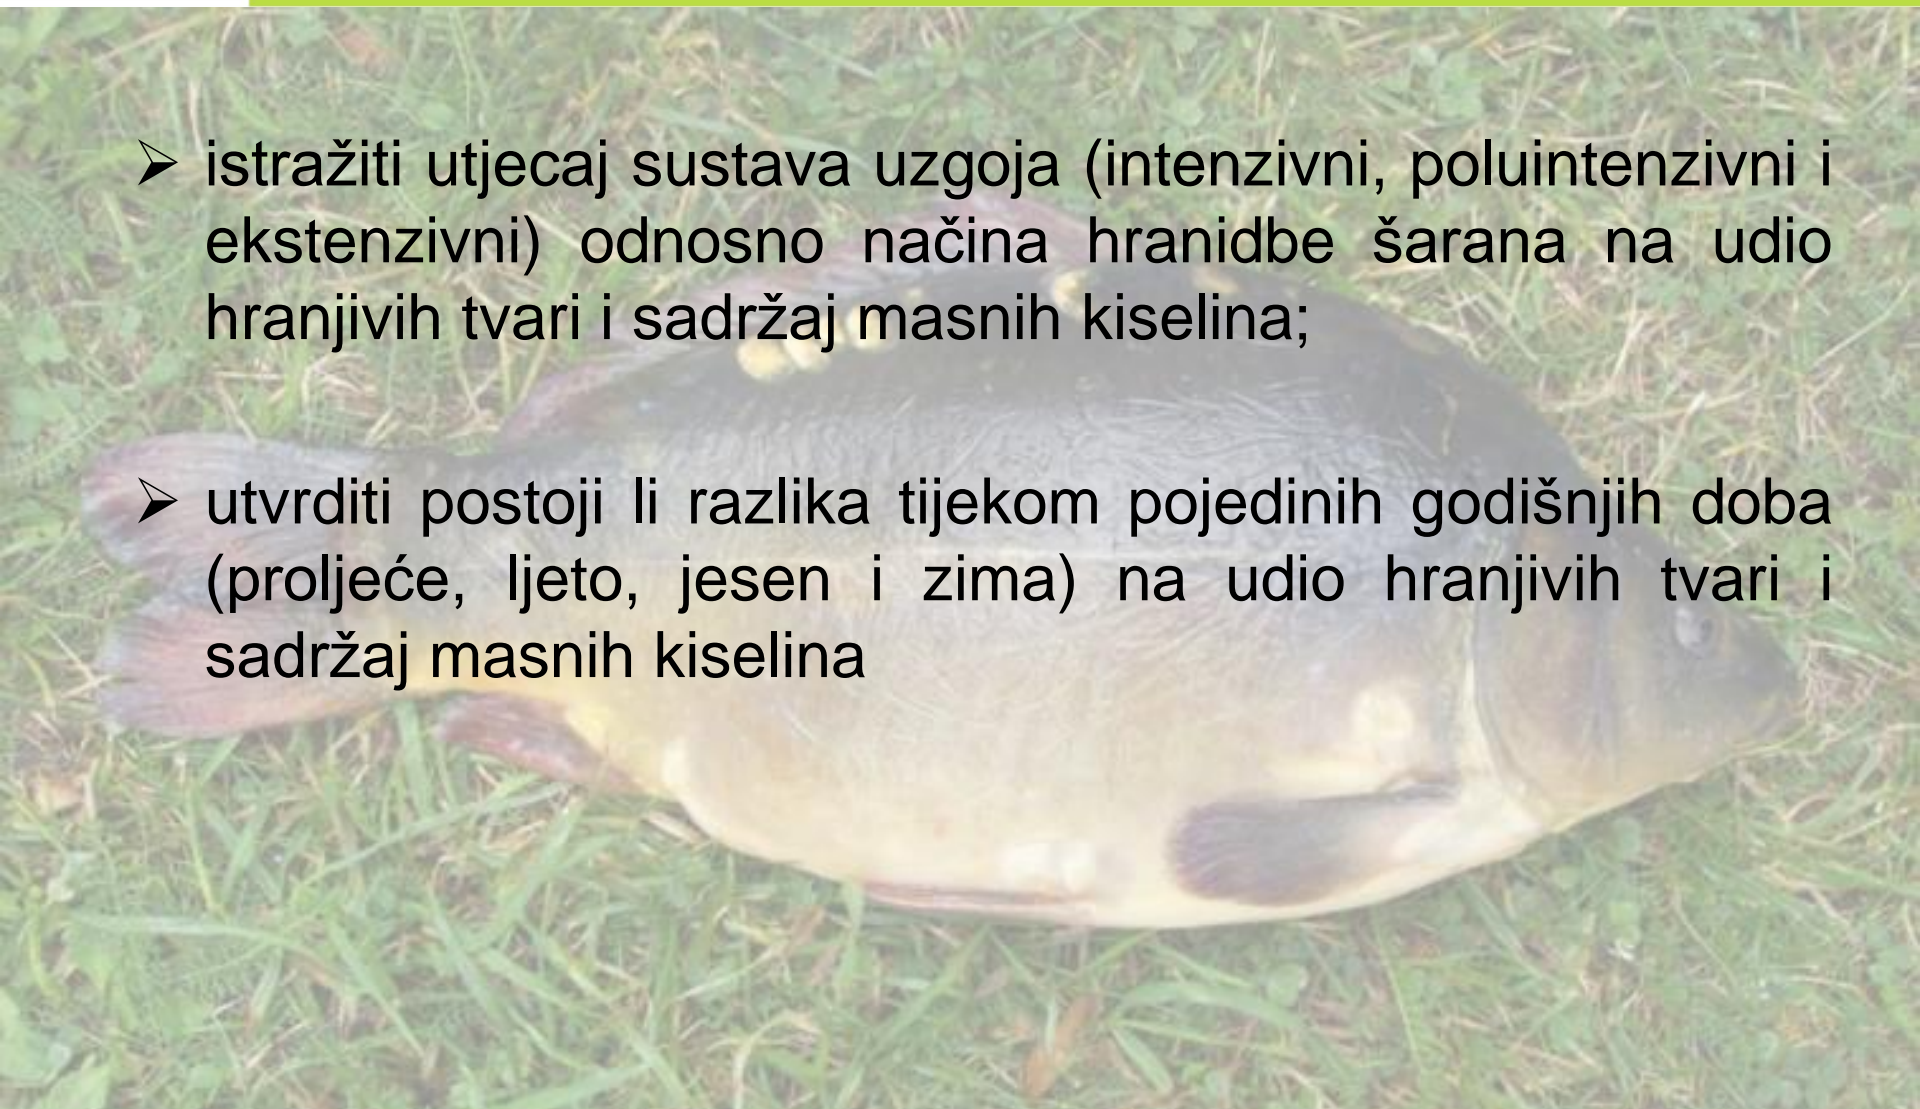 ➢ istražiti utjecaj sustava uzgoja (intenzivni, poluintenzivni i
ekstenzivni) odnosno načina hranidbe šarana na udio
hranjivih tvari i sadržaj masnih kiselina;
➢ utvrditi postoji li razlika tijekom pojedinih godišnjih doba
(proljeće, ljeto, jesen i zima) na udio hranjivih tvari i
sadržaj masnih kiselina